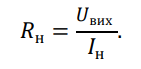 Rн = Uвих / Iн.